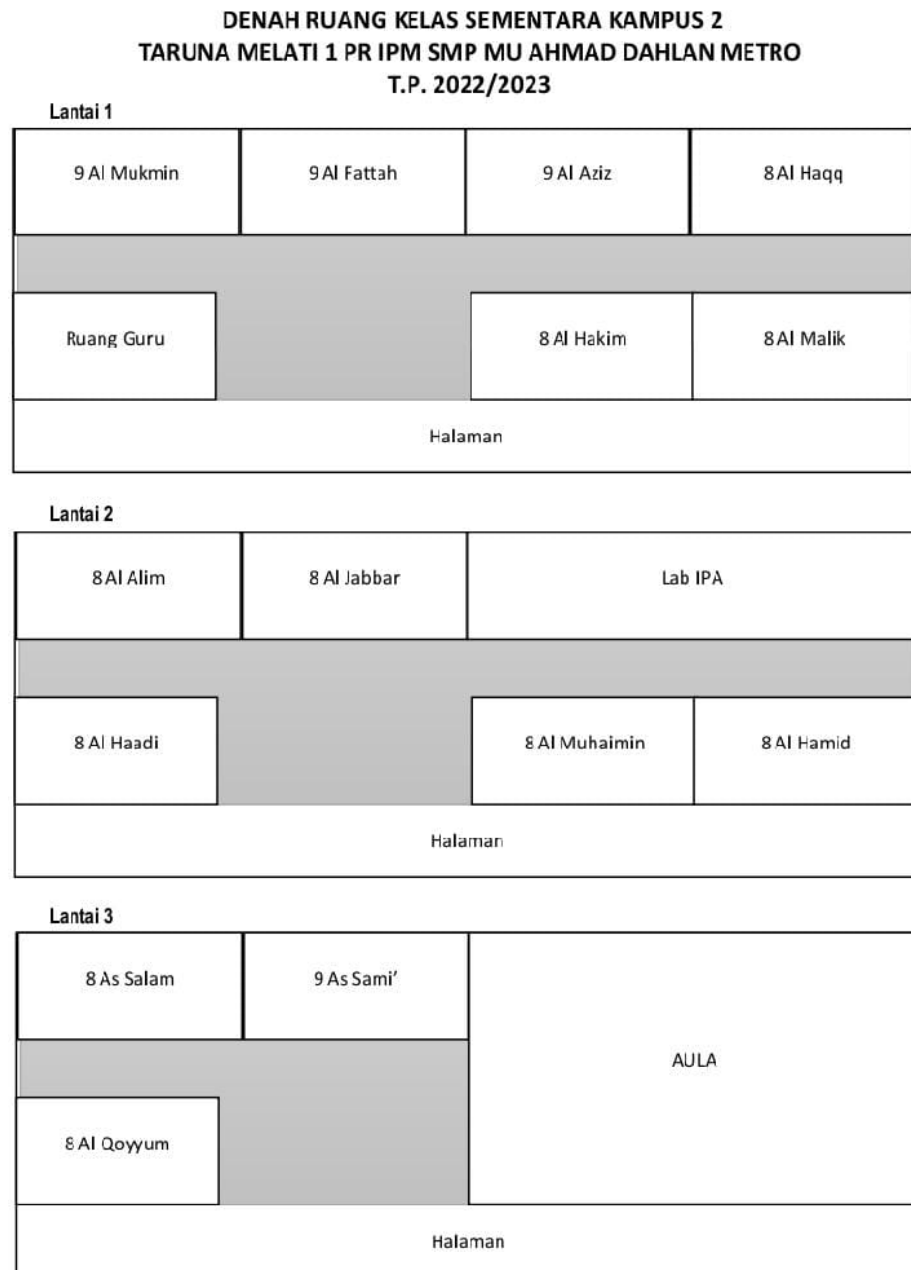 DENAH RUANG KELAS SEMENTARA KAMPUS 2
TARUNA MELATI 1 PR IPM SMP MU AHMAD DAHLAN METRO
T.P. 2022/2023
Lantai 1
9 Al Mukmin
9 Al Fattah
9 Al Aziz
8 Al Haqq
Ruang Guru
8 Al Hakim
8 Al Malik
Halaman
Lantai 2
8 Al Alim
8 Al Jabbar
Lab IPA
8 Al Haadi
8 Al Muhaimin
8 Al Hamid
Halaman
Lantai 3
8 As Salam
9 As Sami’
AULA
8 Al Qoyyum
Halaman